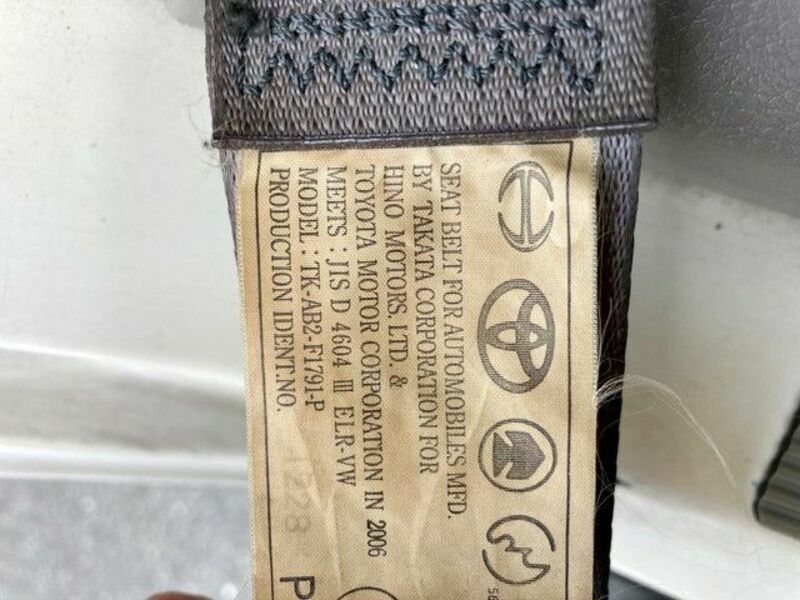 SEAT BELT FOR AUTOMOBILES MFD.
BY TAKATA CORPORATION FOR
HINO MOTORS, LTD. &
TOYOTA MOTOR CORPORATION IN 2006
MEETS : JIS D 4604 Ⅲ ELR-VW
MODEL : TK-AB2-F1791-P
PRODUCTION IDENT.NO.
1228
P